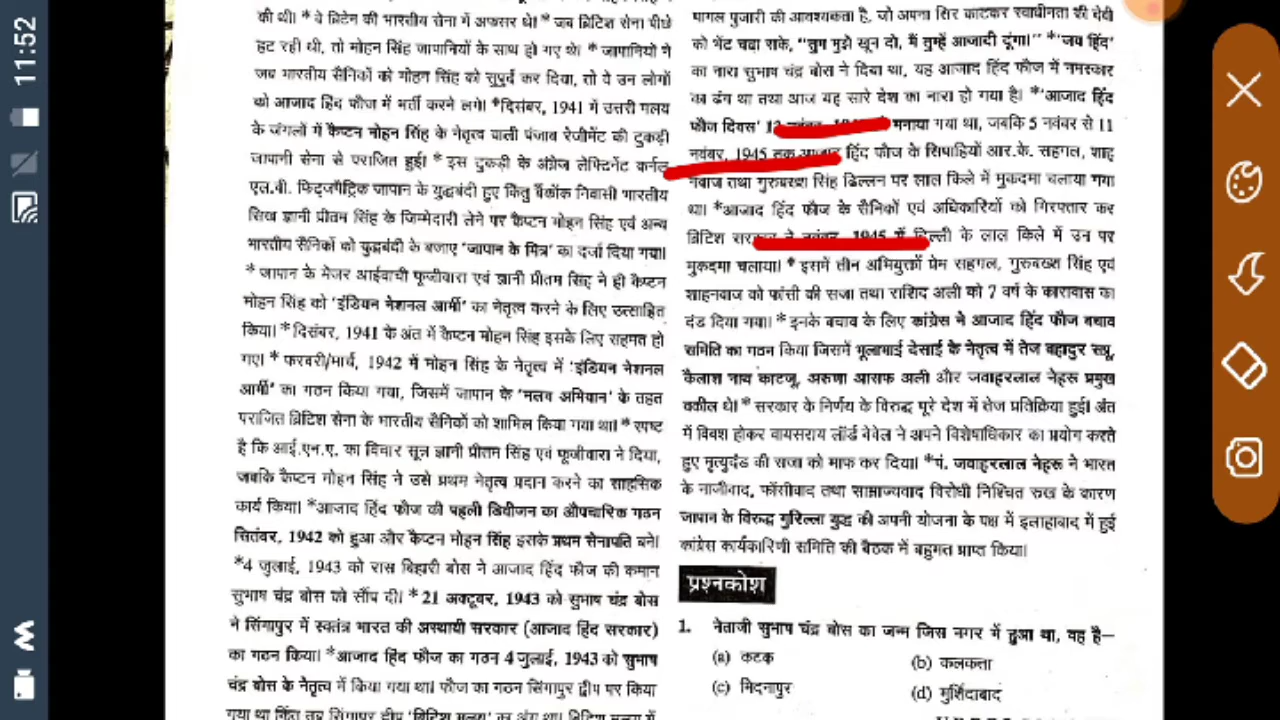 11:52
की थी। * वे ब्रिटेन की भारतीय सेना में अफसर थे। * जब ब्रिटिश सेना पीछे
हट रही थी, तो मोहन सिंह जापानियों के साथ हो गए थे। * जापानियों ने
जब भारतीय सैनिकों को मोहन सिंह को सुपुर्द कर दिया, तो वे उन लोगों
को आजाद हिंद फौज में भर्ती करने लगे। *दिसंबर, 1941 में उत्तरी मलय
के जंगलों में कैप्टन मोहन सिंह के नेतृत्व वाली पंजाब रेजीमेंट की टुकड़ी
जापानी सेना से पराजित हुई। * इस टुकड़ी के अंग्रेज लेफ्टिनेंट कर्नल
एल.वी. फिट्जपैट्रिक जापान के युद्धबंदी हुए किंतु बैंकॉक निवासी भारतीय
सिख ज्ञानी प्रीतम सिंह के जिम्मेदारी लेने पर कैप्टन मोहन सिंह एवं अन्य
भारतीय सैनिकों को युद्धबंदी के बजाए 'जापान के मित्र' का दर्जा दिया गया।
* जापान के मेजर आईवाची फूजीवारा एवं ज्ञानी प्रीतम सिंह ने ही कैप्टन
मोहन सिंह को 'इंडियन नेशनल आर्मी' का नेतृत्व करने के लिए उत्साहित
किया। * दिसंबर, 1941 के अंत में कैप्टन मोहन सिंह इसके लिए सहमत हो
गए। * फरवरी/मार्च, 1942 में मोहन सिंह के नेतृत्व में 'इंडियन नेशनल
आर्मी' का गठन किया गया, जिसमें जापान के 'मलय अभियान' के तहत
पराजित ब्रिटिश सेना के भारतीय सैनिकों को शामिल किया गया था। * स्पष्ट
है कि आई.एन.ए. का विचार सूत्र ज्ञानी प्रीतम सिंह एवं फूजीवारा ने दिया,
जबकि कैप्टन मोहन सिंह ने उसे प्रथम नेतृत्व प्रदान करने का साहसिक
कार्य किया। *आजाद हिंद फौज की पहली डिवीजन का औपचारिक गठन
सितंबर, 1942 को हुआ और कैप्टन मोहन सिंह इसके प्रथम सेनापति बने।
*4 जुलाई, 1943 को रास बिहारी बोस ने आजाद हिंद फौज की कमान
सुभाष चंद्र बोस को सौंप दी। * 21 अक्टूबर, 1943 को सुभाष चंद्र बोस
ने सिंगापुर में स्वतंत्र भारत की अस्थायी सरकार (आजाद हिंद सरकार)
का गठन किया। *आजाद हिंद फौज का गठन 4 जुलाई, 1943 को सुभाष
चंद्र बोस के नेतृत्व में किया गया था। फौज का गठन सिंगापुर द्वीप पर किया
गया था सिंगापुर द्वीप 'ब्रिटिश मलय' का अंग था। ब्रिटिश मलय में
पागल पुजारी की आवश्यकता है, जो अपना सिर काटकर स्वाधीनता की देवी
को भेंट चढ़ा सके, "तुम मुझे खून दो, मैं तुम्हें आजादी दूंगा।" *'जय हिंद'
का नारा सुभाष चंद्र बोस ने दिया था, यह आजाद हिंद फौज में नमस्कार
का ढंग था तथा आज यह सारे देश का नारा हो गया है। *'आजाद हिंद
फौज दिवस' मनाया गया था, जबकि 5 नवंबर से 11
नवंबर, 1945 तक आजाद हिंद फौज के सिपाहियों आर.के. सहगल, शाह
नवाज तथा गुरुबख्श सिंह ढिल्लन पर लाल किले में मुकदमा चलाया गया
था। *आजाद हिंद फौज के सैनिकों एवं अधिकारियों को गिरफ्तार कर
ब्रिटिश सरकार ने नवंबर, 1945 में दिल्ली के लाल किले में उन पर
मुकदमा चलाया। * इसमें तीन अभियुक्तों प्रेम सहगल, गुरुबख्श सिंह एवं
शाहनवाज को फांसी की सजा तथा राशिद अली को 7 वर्ष के कारावास का
दंड दिया गया। * इनके बचाव के लिए कांग्रेस ने आजाद हिंद फौज बचाव
समिति का गठन किया जिसमें भूलाभाई देसाई के नेतृत्व में तेज बहादुर सप्रू,
कैलाश नाथ काटजू, अरुणा आसफ अली और जवाहरलाल नेहरू प्रमुख
वकील थे। * सरकार के निर्णय के विरुद्ध पूरे देश में तेज प्रतिक्रिया हुई। अंत
में विवश होकर वायसराय लॉर्ड वेवेल ने अपने विशेषाधिकार का प्रयोग करते
हुए मृत्युदंड की सजा को माफ कर दिया। *पं. जवाहरलाल नेहरू ने भारत
के नाजीवाद, फॉसीवाद तथा साम्राज्यवाद विरोधी निश्चित रुख के कारण
जापान के विरुद्ध गुरिल्ला युद्ध की अपनी योजना के पक्ष में इलाहाबाद में हुई
कांग्रेस कार्यकारिणी समिति की बैठक में बहुमत प्राप्त किया।
प्रश्नकोश
1. नेताजी सुभाष चंद्र बोस का जन्म जिस नगर में हुआ था, वह है–
(a) कटक (b) कलकत्ता
(c) मिदनापुर (d) मुर्शिदाबाद